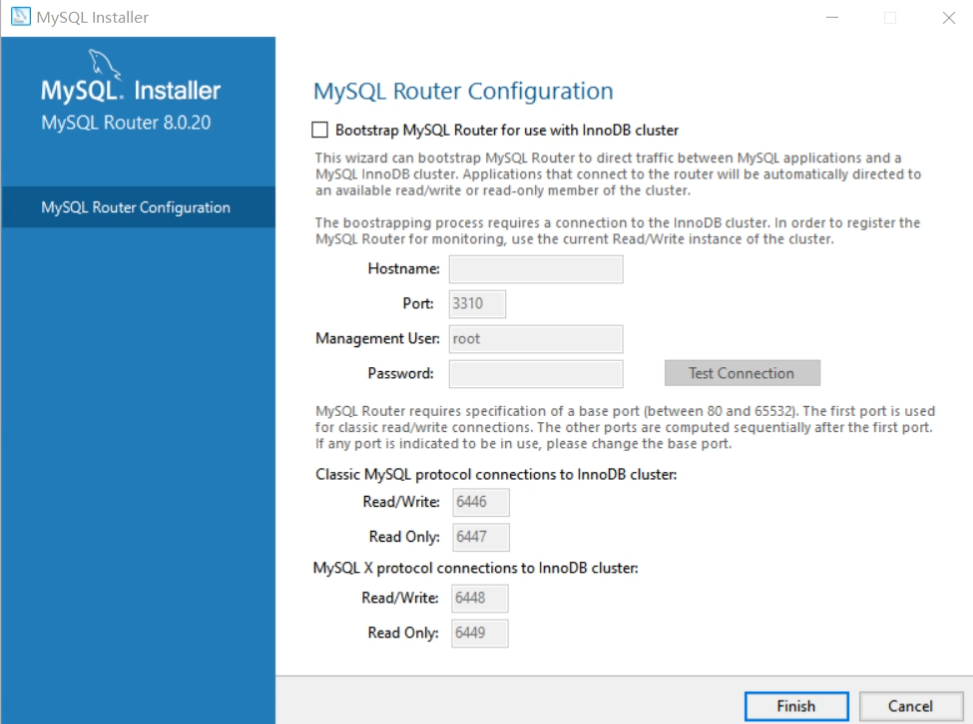 MySQL Installer
MySQL. Installer
MySQL Router 8.0.20
MySQL Router Configuration
MySQL Router Configuration
Bootstrap MySQL Router for use with InnoDB cluster
This wizard can bootstrap MySQL Router to direct traffic between MySQL applications and a
MySQL InnoDB cluster. Applications that connect to the router will be automatically directed to
an available read/write or read-only member of the cluster.
The boostrapping process requires a connection to the InnoDB cluster. In order to register the
MySQL Router for monitoring, use the current Read/Write instance of the cluster.
Hostname:
Port: 3310
Management User: root
Password: Test Connection
MySQL Router requires specification of a base port (between 80 and 65532). The first port is used
for classic read/write connections. The other ports are computed sequentially after the first port.
If any port is indicated to be in use, please change the base port.
Classic MySQL protocol connections to InnoDB cluster:
Read/Write: 6446
Read Only: 6447
MySQL X protocol connections to InnoDB cluster:
Read/Write: 6448
Read Only: 6449
Finish Cancel